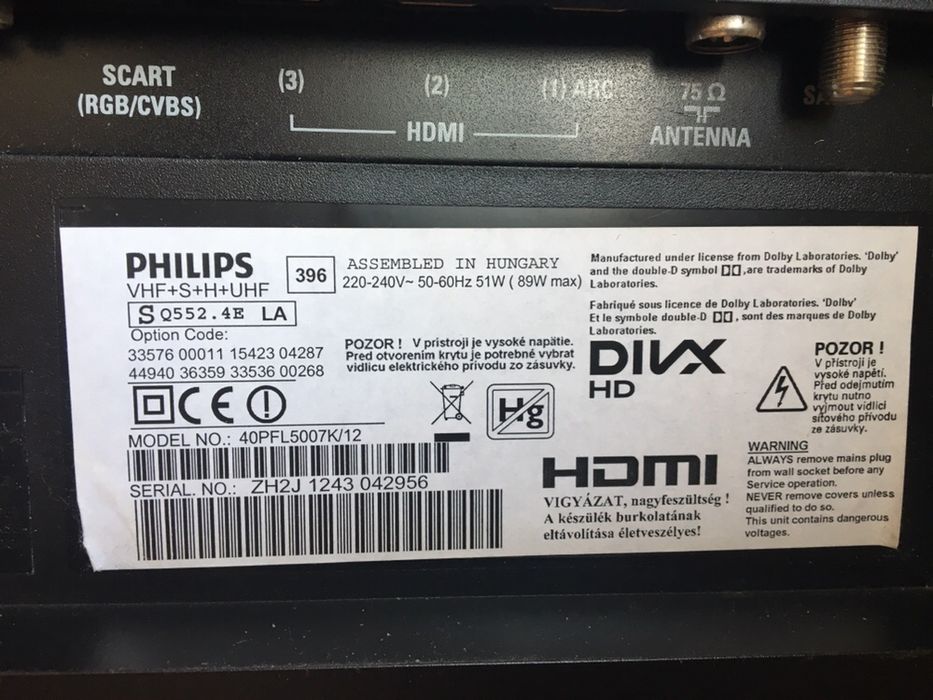 SCART
(RGB/CVBS)
(3) (2) (1) ARC
HDMI
75 Ω
ANTENNA
PHILIPS
VHF+S+H+UHF
S Q552.4E LA
396
ASSEMBLED IN HUNGARY
220-240V~ 50-60Hz 51W ( 89W max)
Option Code:
33576 00011 15423 04287
44940 36359 33536 00268
POZOR ! V prístroji je vysoké napätie.
Pred otvorením krytu je potrebné vybrat
vidlicu elektrického prívodu zo zásuvky.
CE
Hg
MODEL NO.: 40PFL5007K/12
SERIAL. NO.: ZH2J 1243 042956
Manufactured under license from Dolby Laboratories. 'Dolby'
and the double-D symbol DD ,are trademarks of Dolby
Laboratories.
Fabriqué sous licence de Dolby Laboratories. 'Dolby'
Et le symbole double-D DD , sont des marques de Dolby
Laboratories.
DIVX
HD
POZOR !
V přístroji je
vysoké napětí.
Před odejmutím
krytu nutno
vyjmout vidlici
síťového přívodu
ze zásuvky.
HDMI
VIGYÁZAT, nagyfeszültség !
A készülék burkolatának
eltávolítása életveszélyes!
WARNING
ALWAYS remove mains plug
from wall socket before any
Service operation.
NEVER remove covers unless
qualified to do so.
This unit contains dangerous
voltages.